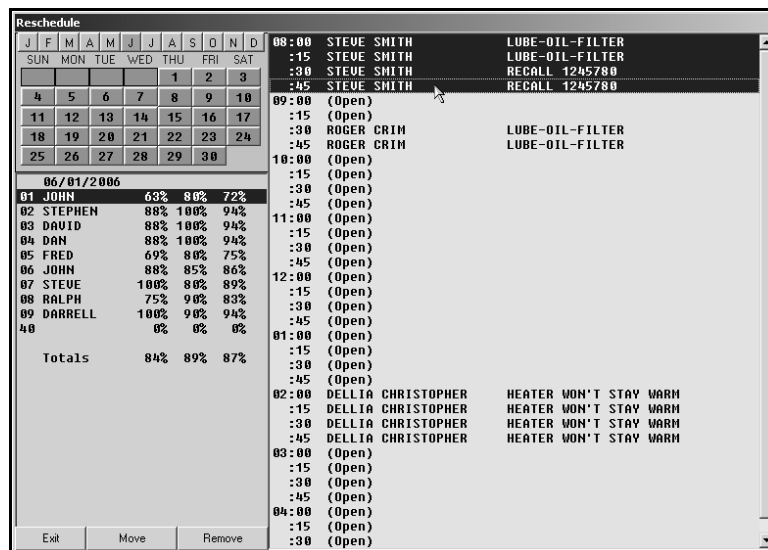 Reschedule
J F M A M J J A S O N D
SUN MON TUE WED THU FRI SAT
1 2 3
4 5 6 7 8 9 10
11 12 13 14 15 16 17
18 19 20 21 22 23 24
25 26 27 28 29 30
06/01/2006
01 JOHN 63% 80% 72%
02 STEPHEN 88% 100% 94%
03 DAVID 88% 100% 94%
04 DAN 88% 100% 94%
05 FRED 69% 80% 75%
06 JOHN 88% 85% 86%
07 STEVE 100% 80% 89%
08 RALPH 75% 90% 83%
09 DARRELL 100% 90% 94%
40 0% 0% 0%
Totals 84% 89% 87%
Exit Move Remove
08:00 STEVE SMITH LUBE-OIL-FILTER
:15 STEVE SMITH LUBE-OIL-FILTER
:30 STEVE SMITH RECALL 1245780
:45 STEVE SMITH RECALL 1245780
09:00 (Open)
:15 (Open)
:30 ROGER CRIM LUBE-OIL-FILTER
:45 ROGER CRIM LUBE-OIL-FILTER
10:00 (Open)
:15 (Open)
:30 (Open)
:45 (Open)
11:00 (Open)
:15 (Open)
:30 (Open)
:45 (Open)
12:00 (Open)
:15 (Open)
:30 (Open)
:45 (Open)
01:00 (Open)
:15 (Open)
:30 (Open)
:45 (Open)
02:00 DELLIA CHRISTOPHER HEATER WON'T STAY WARM
:15 DELLIA CHRISTOPHER HEATER WON'T STAY WARM
:30 DELLIA CHRISTOPHER HEATER WON'T STAY WARM
:45 DELLIA CHRISTOPHER HEATER WON'T STAY WARM
03:00 (Open)
:15 (Open)
:30 (Open)
:45 (Open)
04:00 (Open)
:15 (Open)
:30 (Open)